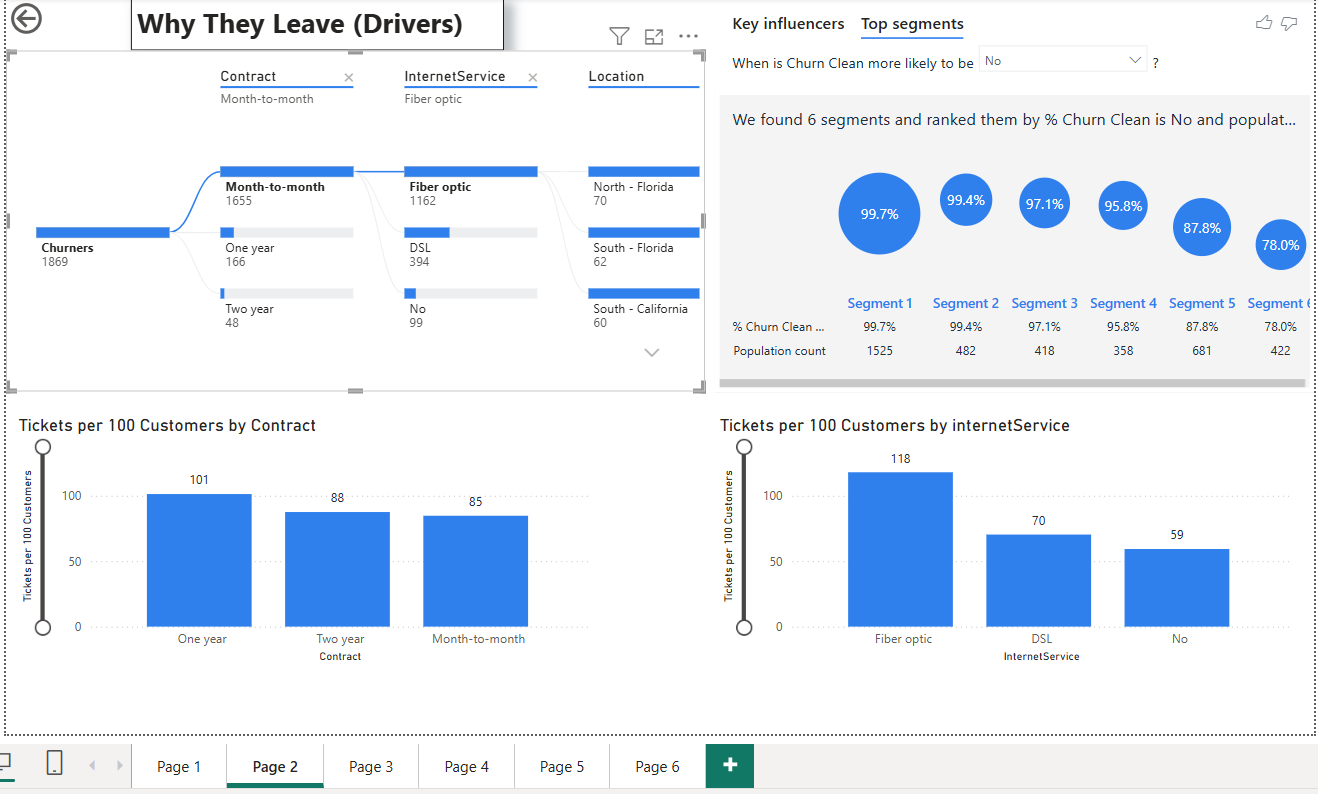 Why They Leave (Drivers)
Contract
Month-to-month
InternetService
Fiber optic
Location
Churners
1869
Month-to-month
1655
One year
166
Two year
48
Fiber optic
1162
DSL
394
No
99
North - Florida
70
South - Florida
62
South - California
60
Key influencers Top segments
When is Churn Clean more likely to be No ?
We found 6 segments and ranked them by % Churn Clean is No and populat...
99.7% 99.4% 97.1% 95.8% 87.8% 78.0%
Segment 1 Segment 2 Segment 3 Segment 4 Segment 5 Segment 6
% Churn Clean ... 99.7% 99.4% 97.1% 95.8% 87.8% 78.0%
Population count 1525 482 418 358 681 422
Tickets per 100 Customers by Contract
Tickets per 100 Customers
100
50
0
101
88
85
One year Two year Month-to-month
Contract
Tickets per 100 Customers by internetService
Tickets per 100 Customers
100
50
0
118
70
59
Fiber optic DSL No
InternetService
Page 1 Page 2 Page 3 Page 4 Page 5 Page 6